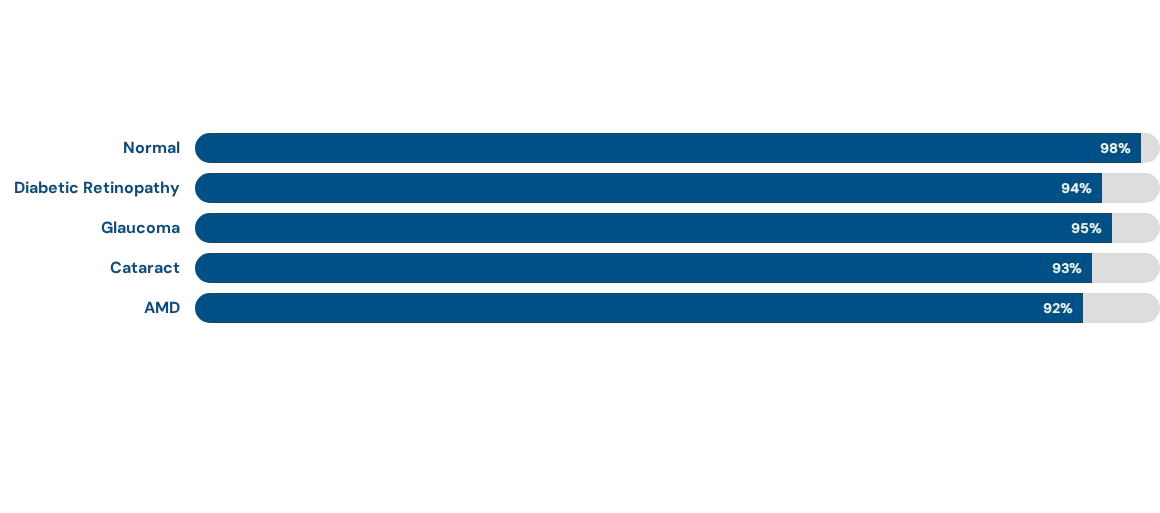 Normal 98%
Diabetic Retinopathy 94%
Glaucoma 95%
Cataract 93%
AMD 92%